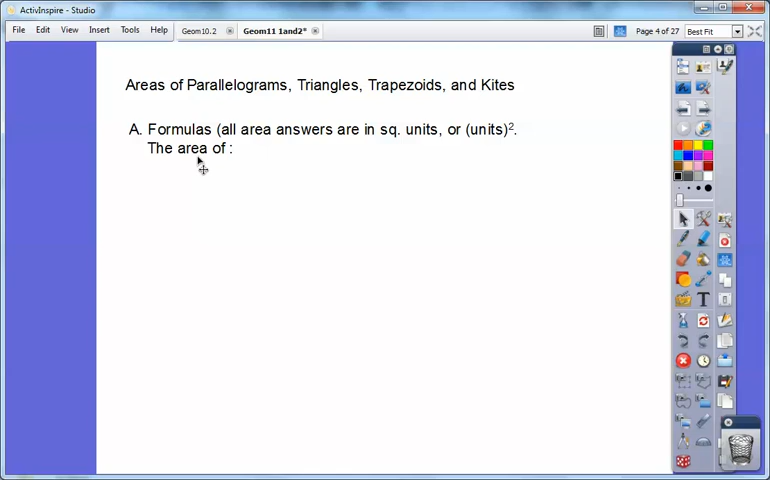 ActivInspire - Studio
File Edit View Insert Tools Help Geom10.2 Geom11 1and2* Page 4 of 27 Best Fit
Areas of Parallelograms, Triangles, Trapezoids, and Kites
A. Formulas (all area answers are in sq. units, or (units)².
The area of :